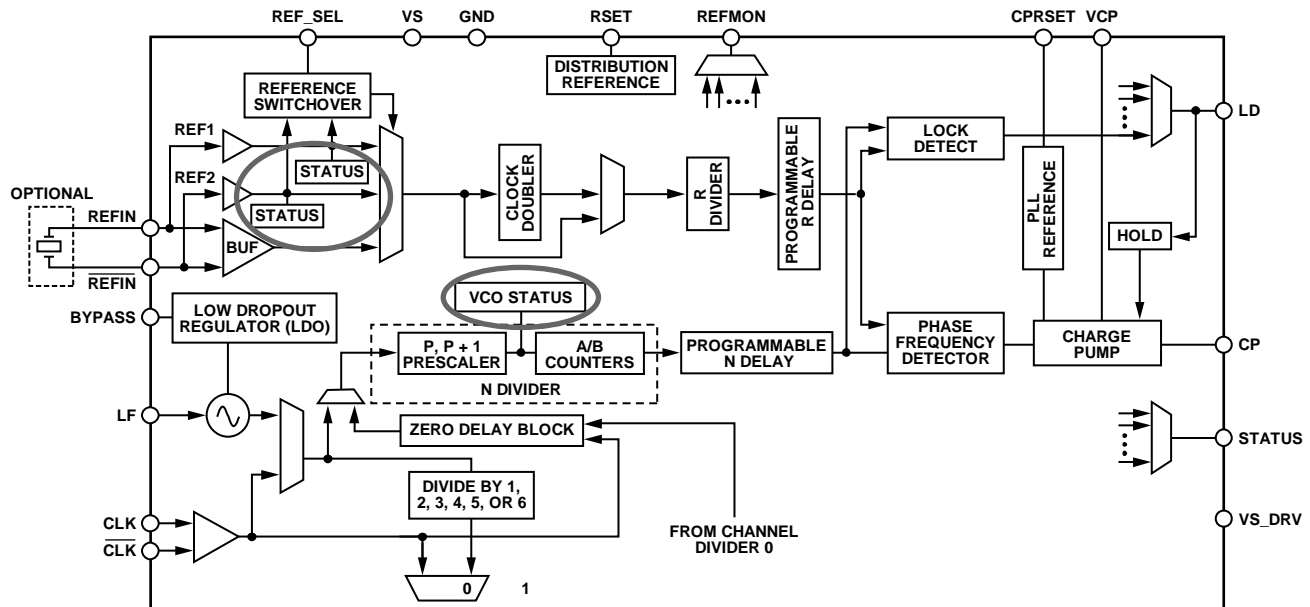 REF_SEL
VS
GND
RSET
REFMON
CPRSET
VCP
DISTRIBUTION
REFERENCE
REFERENCE
SWITCHOVER
REF1
STATUS
REF2
STATUS
BUF
OPTIONAL
REFIN
REFIN
CLOCK
DOUBLER
R
DIVIDER
PROGRAMMABLE
R DELAY
LOCK
DETECT
LD
PLL
REFERENCE
HOLD
BYPASS
LOW DROPOUT
REGULATOR (LDO)
VCO STATUS
P, P + 1
PRESCALER
A/B
COUNTERS
N DIVIDER
PROGRAMMABLE
N DELAY
PHASE
FREQUENCY
DETECTOR
CHARGE
PUMP
CP
LF
ZERO DELAY BLOCK
STATUS
DIVIDE BY 1,
2, 3, 4, 5, OR 6
CLK
CLK
FROM CHANNEL
DIVIDER 0
VS_DRV
0 1